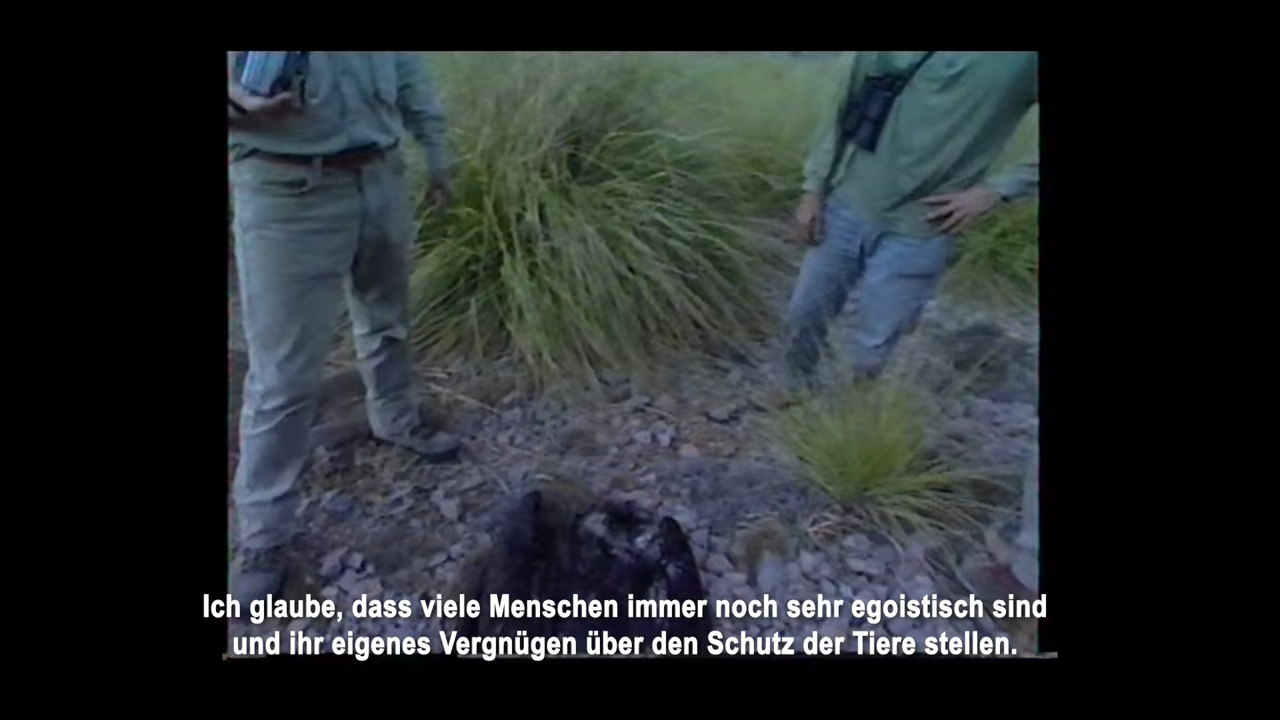 Ich glaube, dass viele Menschen immer noch sehr egoistisch sind
und ihr eigenes Vergnügen über den Schutz der Tiere stellen.